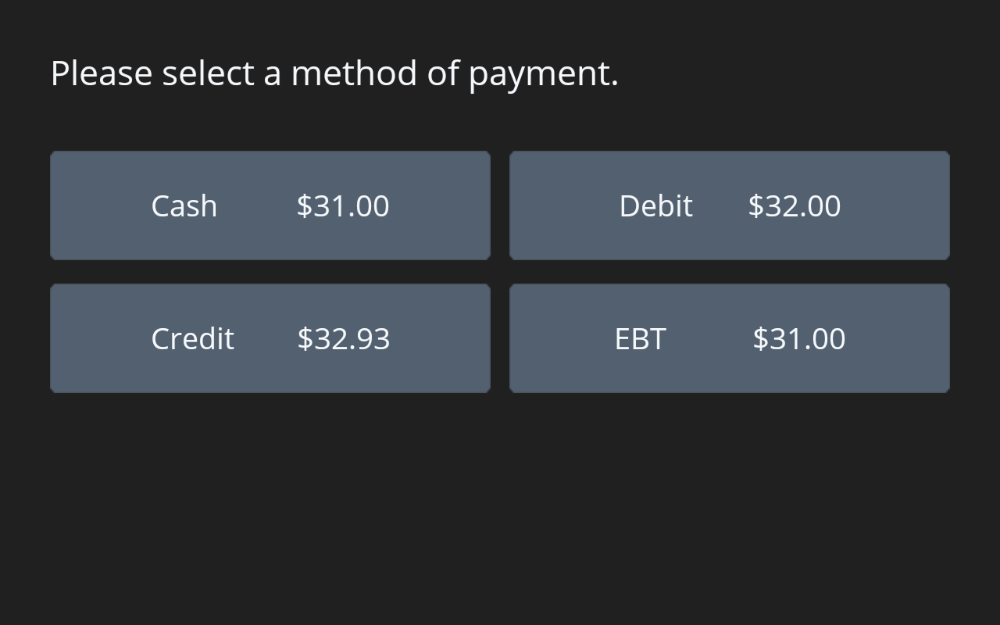 Please select a method of payment.
Cash $31.00
Debit $32.00
Credit $32.93
EBT $31.00